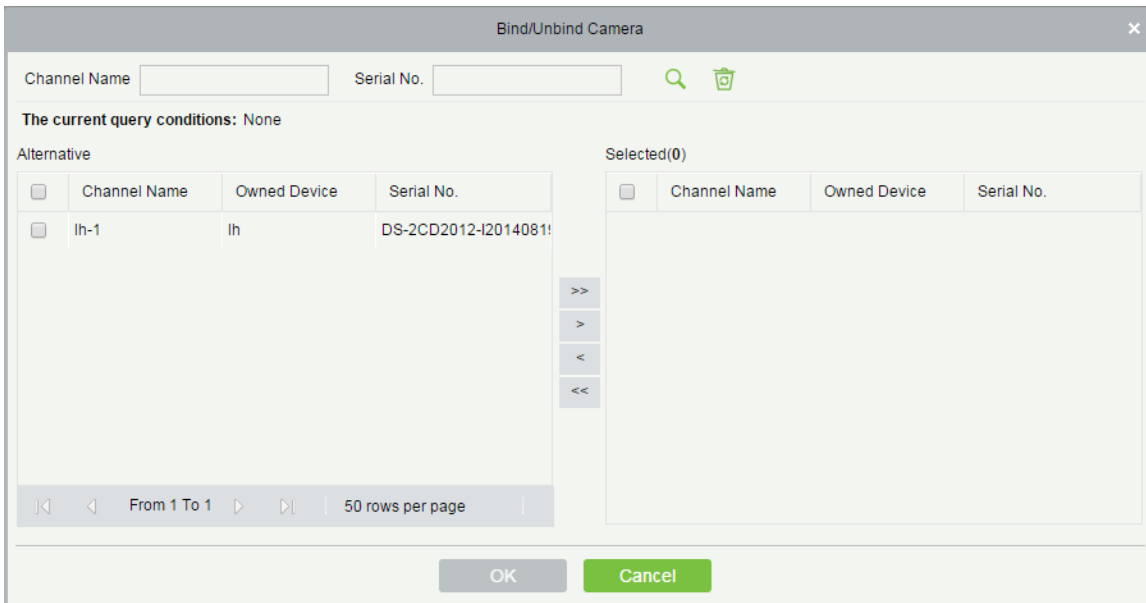 Bind/Unbind Camera ×
Channel Name Serial No.
The current query conditions: None
Alternative Selected(0)
Channel Name Owned Device Serial No. Channel Name Owned Device Serial No.
lh-1 lh DS-2CD2012-I2014081
>>
>
<
<<
From 1 To 1 50 rows per page
OK Cancel